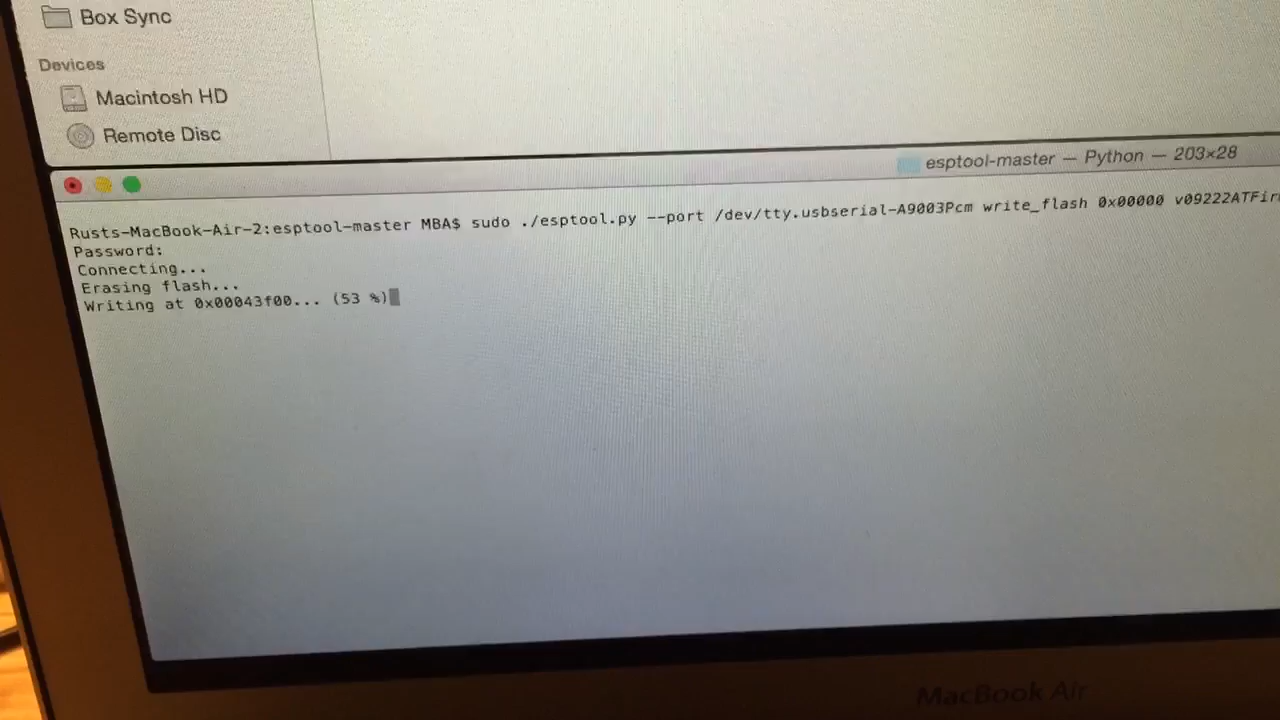 Box Sync
Devices
Macintosh HD
Remote Disc
esptool-master — Python — 203×28
Rusts-MacBook-Air-2:esptool-master MBA$ sudo ./esptool.py --port /dev/tty.usbserial-A9003Pcm write_flash 0x00000 v09222ATFir
Password:
Connecting...
Erasing flash...
Writing at 0x00043f00... (53 %)
MacBook Air